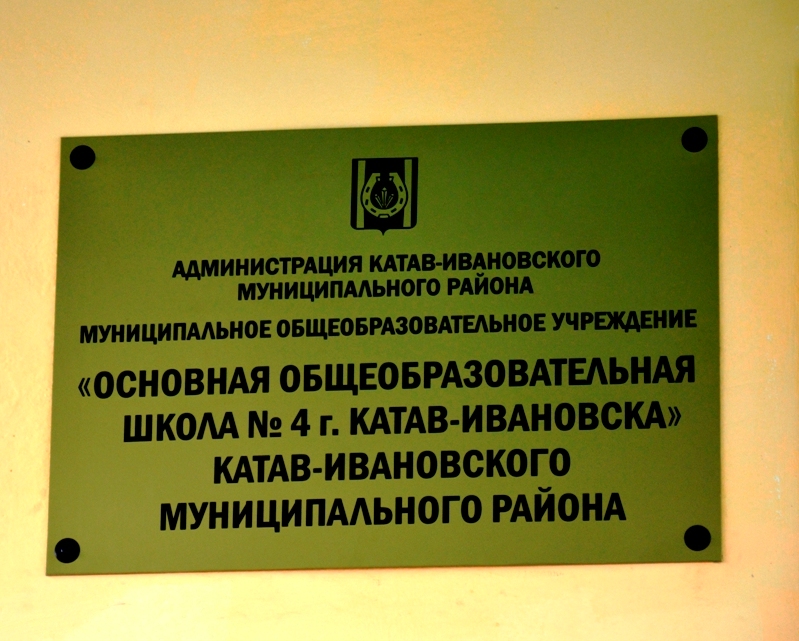 АДМИНИСТРАЦИЯ КАТАВ-ИВАНОВСКОГО
МУНИЦИПАЛЬНОГО РАЙОНА
МУНИЦИПАЛЬНОЕ ОБЩЕОБРАЗОВАТЕЛЬНОЕ УЧРЕЖДЕНИЕ
«ОСНОВНАЯ ОБЩЕОБРАЗОВАТЕЛЬНАЯ
ШКОЛА № 4 г. КАТАВ-ИВАНОВСКА»
КАТАВ-ИВАНОВСКОГО
МУНИЦИПАЛЬНОГО РАЙОНА